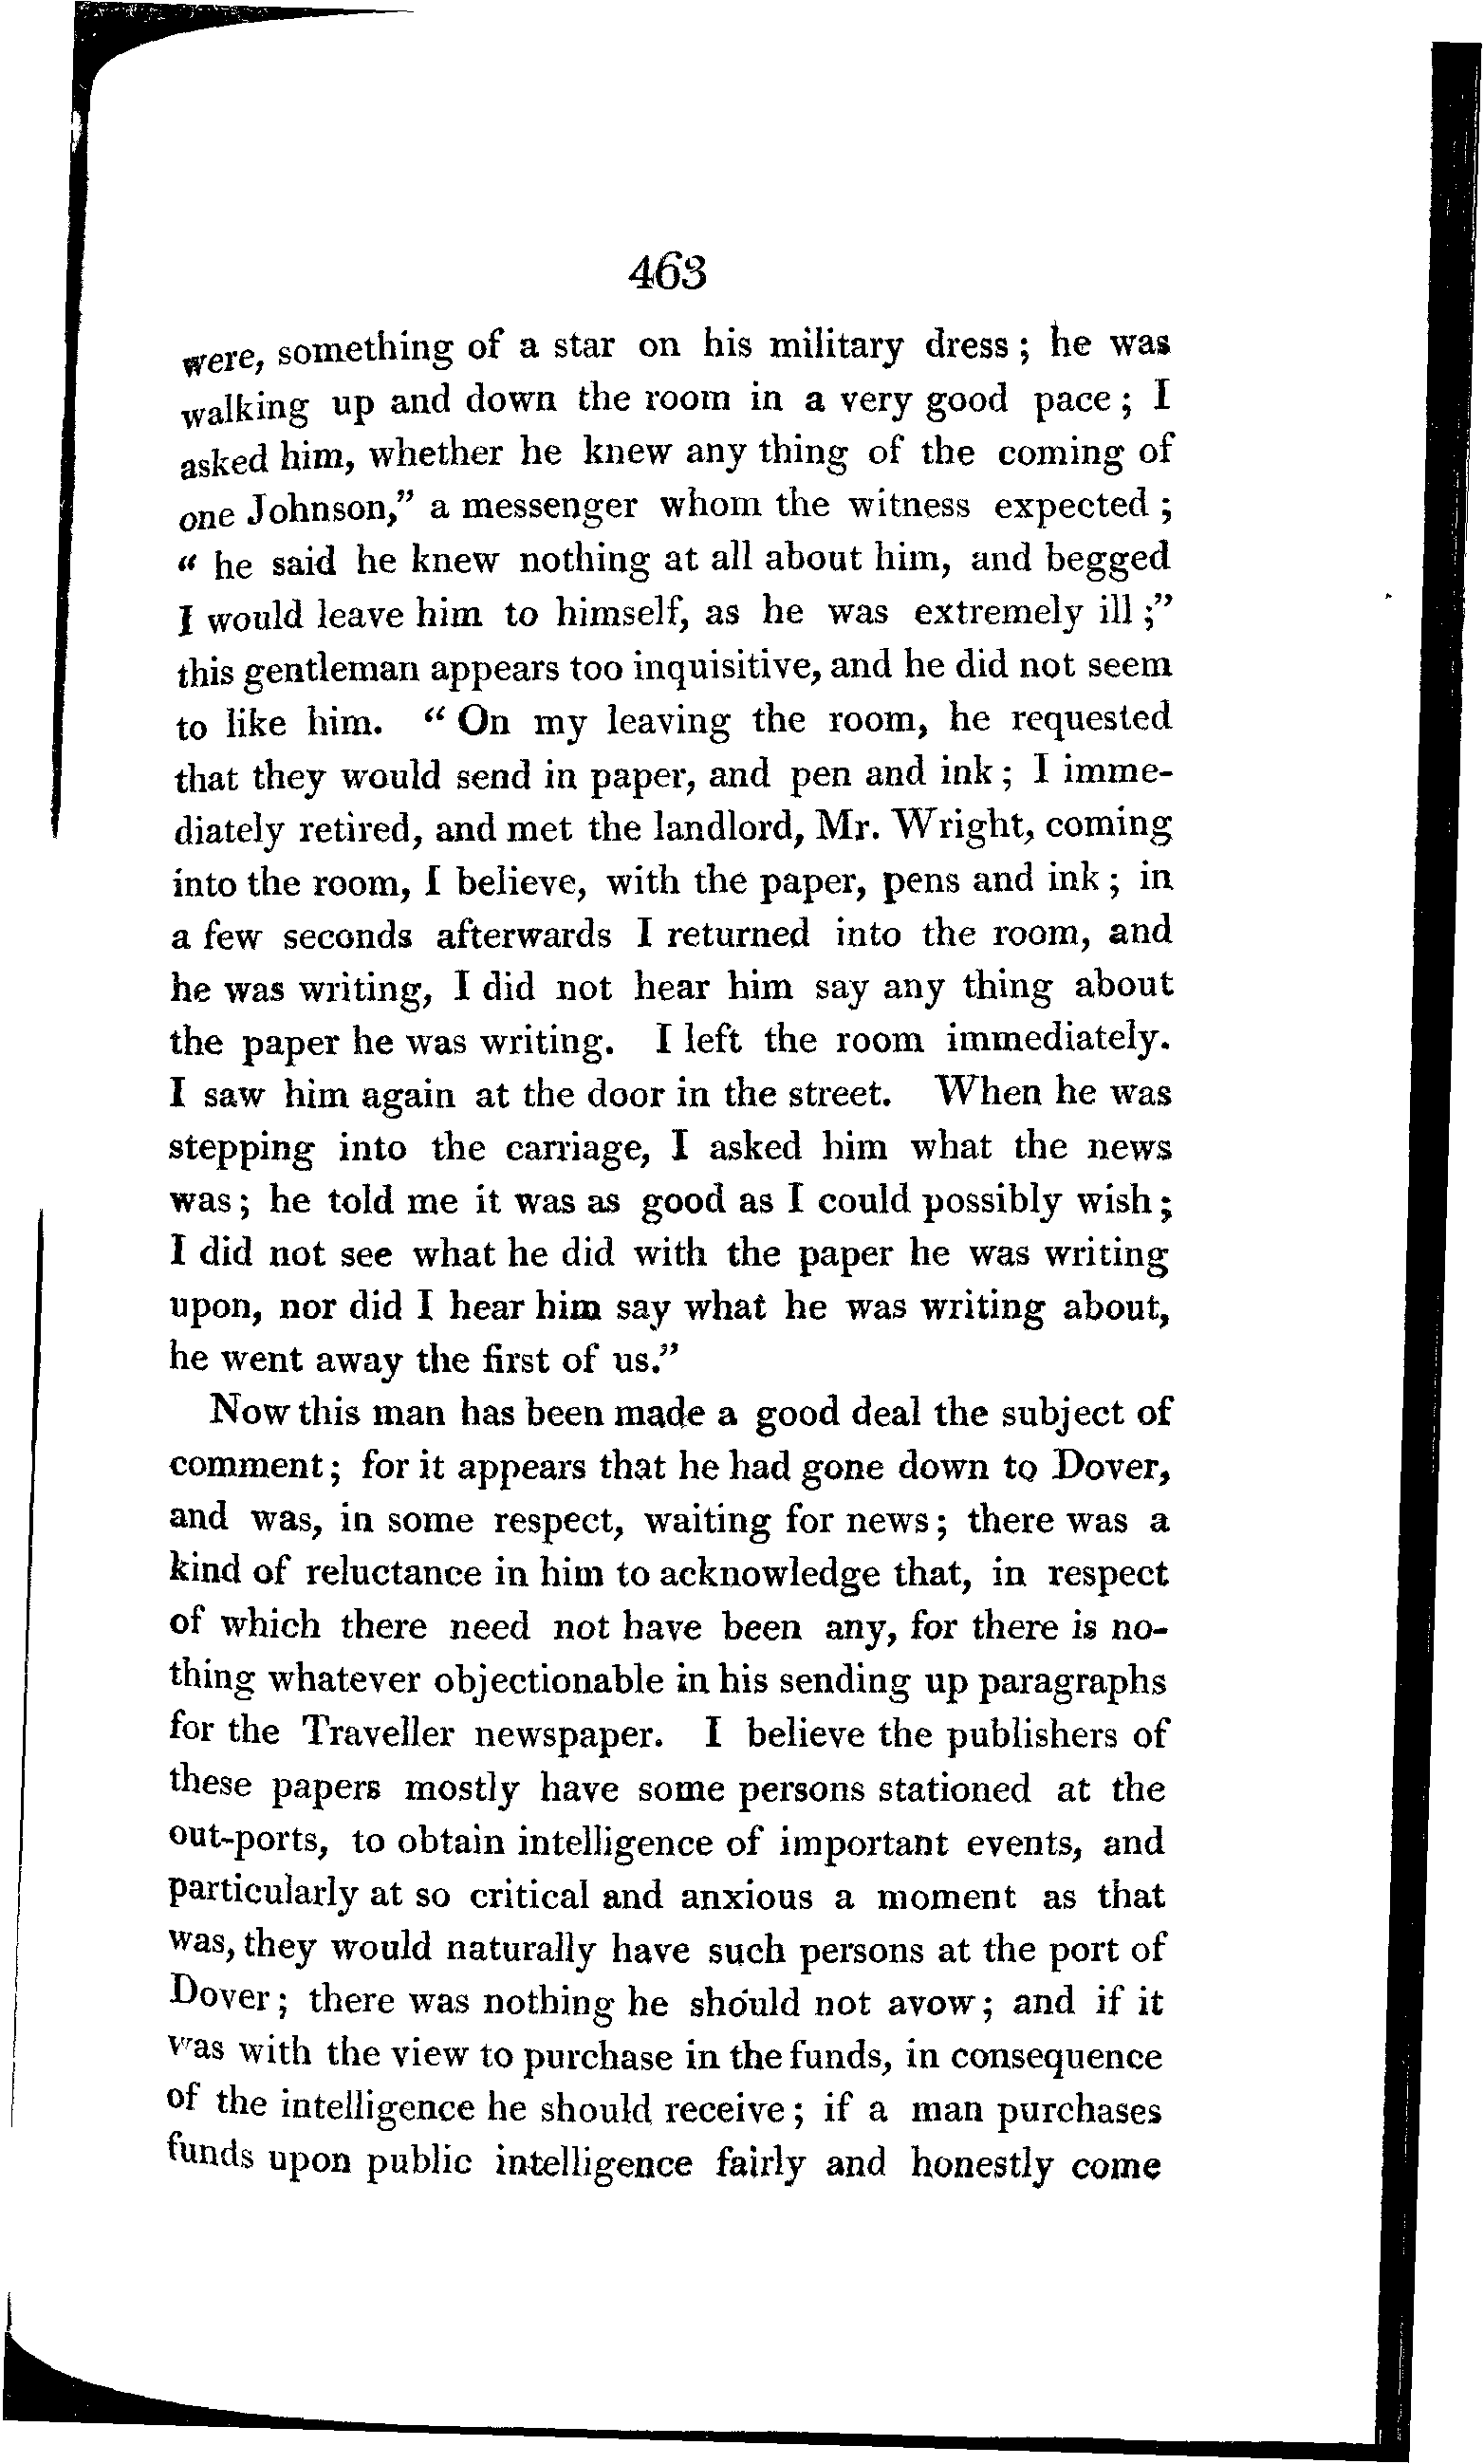 463
were, something of a star on his military dress; he was
walking up and down the room in a very good pace; I
asked him, whether he knew any thing of the coming of
one Johnson,” a messenger whom the witness expected;
“ he said he knew nothing at all about him, and begged
I would leave him to himself, as he was extremely ill;”
this gentleman appears too inquisitive, and he did not seem
to like him. “ On my leaving the room, he requested
that they would send in paper, and pen and ink; I imme-
diately retired, and met the landlord, Mr. Wright, coming
into the room, I believe, with the paper, pens and ink; in
a few seconds afterwards I returned into the room, and
he was writing, I did not hear him say any thing about
the paper he was writing. I left the room immediately.
I saw him again at the door in the street. When he was
stepping into the carriage, I asked him what the news
was; he told me it was as good as I could possibly wish;
I did not see what he did with the paper he was writing
upon, nor did I hear him say what he was writing about,
he went away the first of us.”
Now this man has been made a good deal the subject of
comment; for it appears that he had gone down to Dover,
and was, in some respect, waiting for news; there was a
kind of reluctance in him to acknowledge that, in respect
of which there need not have been any, for there is no-
thing whatever objectionable in his sending up paragraphs
for the Traveller newspaper. I believe the publishers of
these papers mostly have some persons stationed at the
out-ports, to obtain intelligence of important events, and
particularly at so critical and anxious a moment as that
was, they would naturally have such persons at the port of
Dover; there was nothing he should not avow; and if it
was with the view to purchase in the funds, in consequence
of the intelligence he should receive; if a man purchases
funds upon public intelligence fairly and honestly come